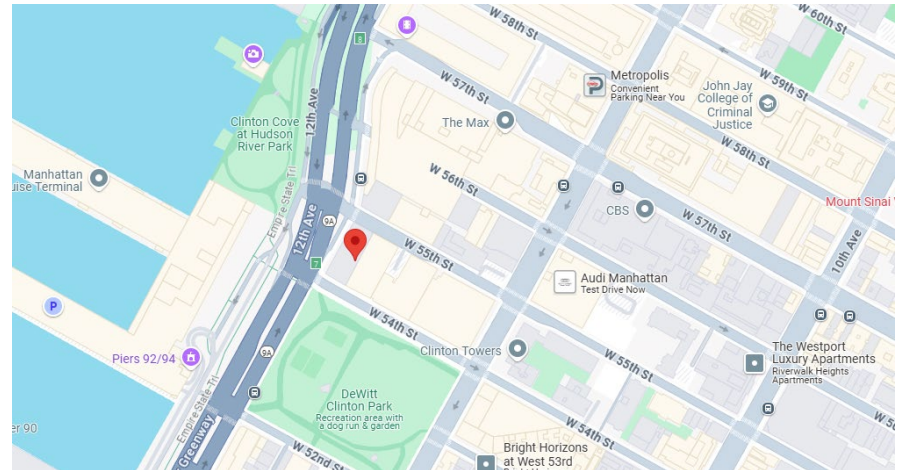 W 58th St
W 60th St
8
W 57th St
Metropolis
Convenient
Parking Near You
W 59th St
John Jay
College of
Criminal
Justice
12th Ave
Clinton Cove
at Hudson
River Park
The Max
W 58th St
Manhattan
uise Terminal
W 56th St
Empire State Trl
CBS
W 57th St
Mount Sinai
10th Ave
9A
12th Ave
W 55th St
7
Audi Manhattan
Test Drive Now
P
W 54th St
Clinton Towers
9A
W 55th St
Piers 92/94
The Westport
Luxury Apartments
Riverwalk Heights
Apartments
DeWitt
Clinton Park
Recreation area with
a dog run & garden
Empire State Trl
er 90
Greenway
W 54th St
W 52nd St
Bright Horizons
at West 53rd